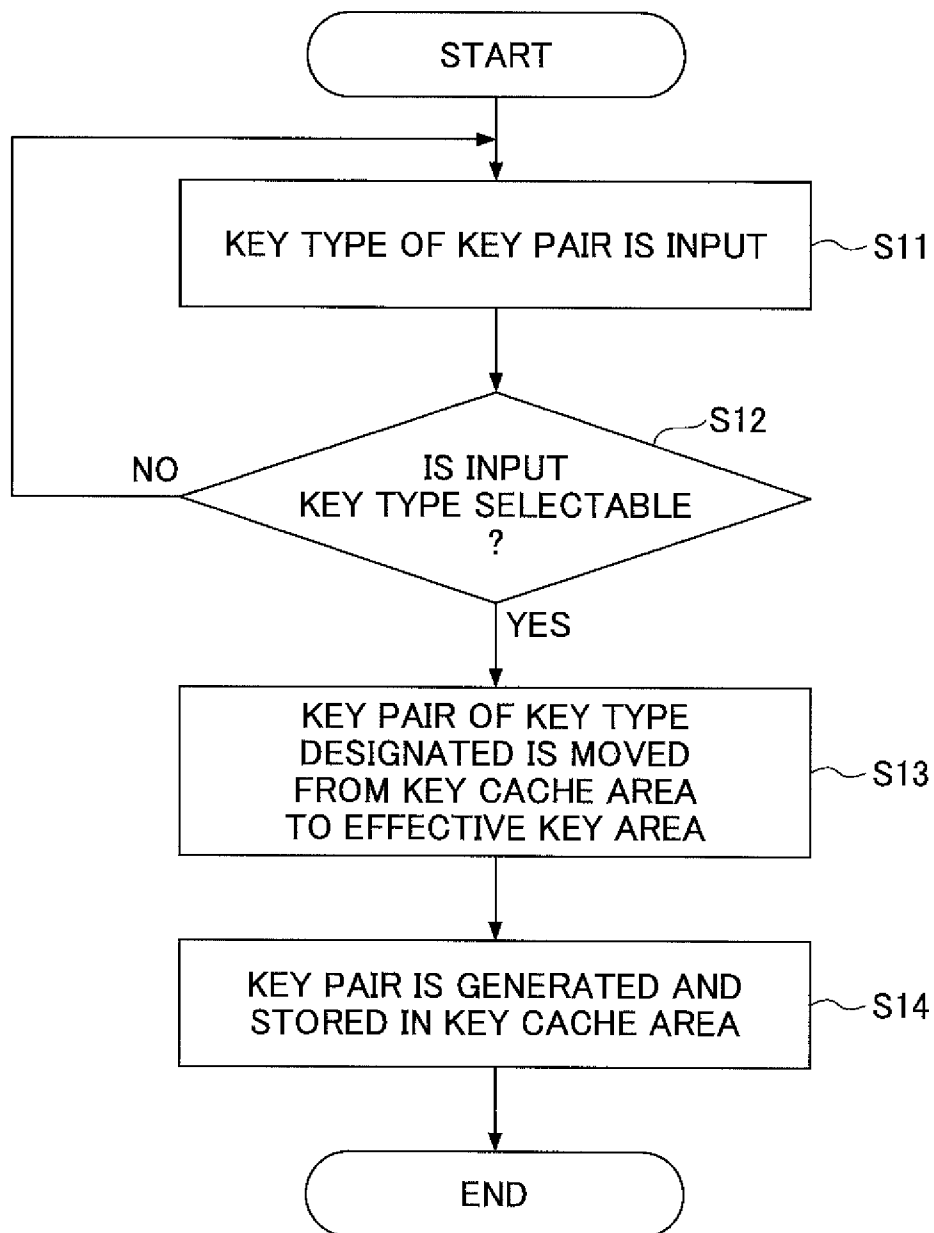 START
KEY TYPE OF KEY PAIR IS INPUT
S11
S12
IS INPUT
KEY TYPE SELECTABLE
?
NO
YES
KEY PAIR OF KEY TYPE
DESIGNATED IS MOVED
FROM KEY CACHE AREA
TO EFFECTIVE KEY AREA
S13
KEY PAIR IS GENERATED AND
STORED IN KEY CACHE AREA
S14
END